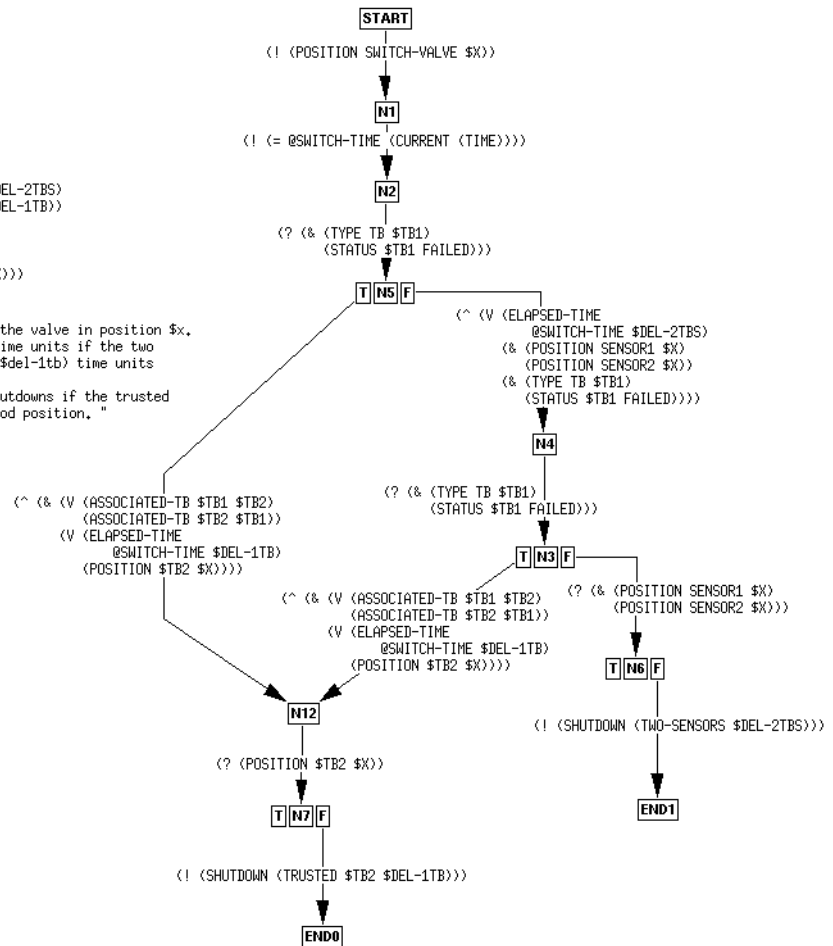 START
(! (POSITION SWITCH-VALVE $X))
N1
(! (= @SWITCH-TIME (CURRENT (TIME))))
EL-2TBS)
EL-1TB))
N2
(? (& (TYPE TB $TB1)
(STATUS $TB1 FAILED)))
)))
T N5 F
(^ (V (ELAPSED-TIME
@SWITCH-TIME $DEL-2TBS)
(& (POSITION SENSOR1 $X)
(POSITION SENSOR2 $X))
(& (TYPE TB $TB1)
(STATUS $TB1 FAILED))))
the valve in position $x.
ime units if the two
$del-1tb) time units
utdowns if the trusted
od position. "
N4
(? (& (TYPE TB $TB1)
(STATUS $TB1 FAILED)))
(^ (& (V (ASSOCIATED-TB $TB1 $TB2)
(ASSOCIATED-TB $TB2 $TB1))
(V (ELAPSED-TIME
@SWITCH-TIME $DEL-1TB)
(POSITION $TB2 $X))))
T N3 F
(^ (& (V (ASSOCIATED-TB $TB1 $TB2)
(ASSOCIATED-TB $TB2 $TB1))
(V (ELAPSED-TIME
@SWITCH-TIME $DEL-1TB)
(POSITION $TB2 $X))))
(? (& (POSITION SENSOR1 $X)
(POSITION SENSOR2 $X)))
T N6 F
N12
(! (SHUTDOWN (TWO-SENSORS $DEL-2TBS)))
(? (POSITION $TB2 $X))
T N7 F
END1
(! (SHUTDOWN (TRUSTED $TB2 $DEL-1TB)))
END0